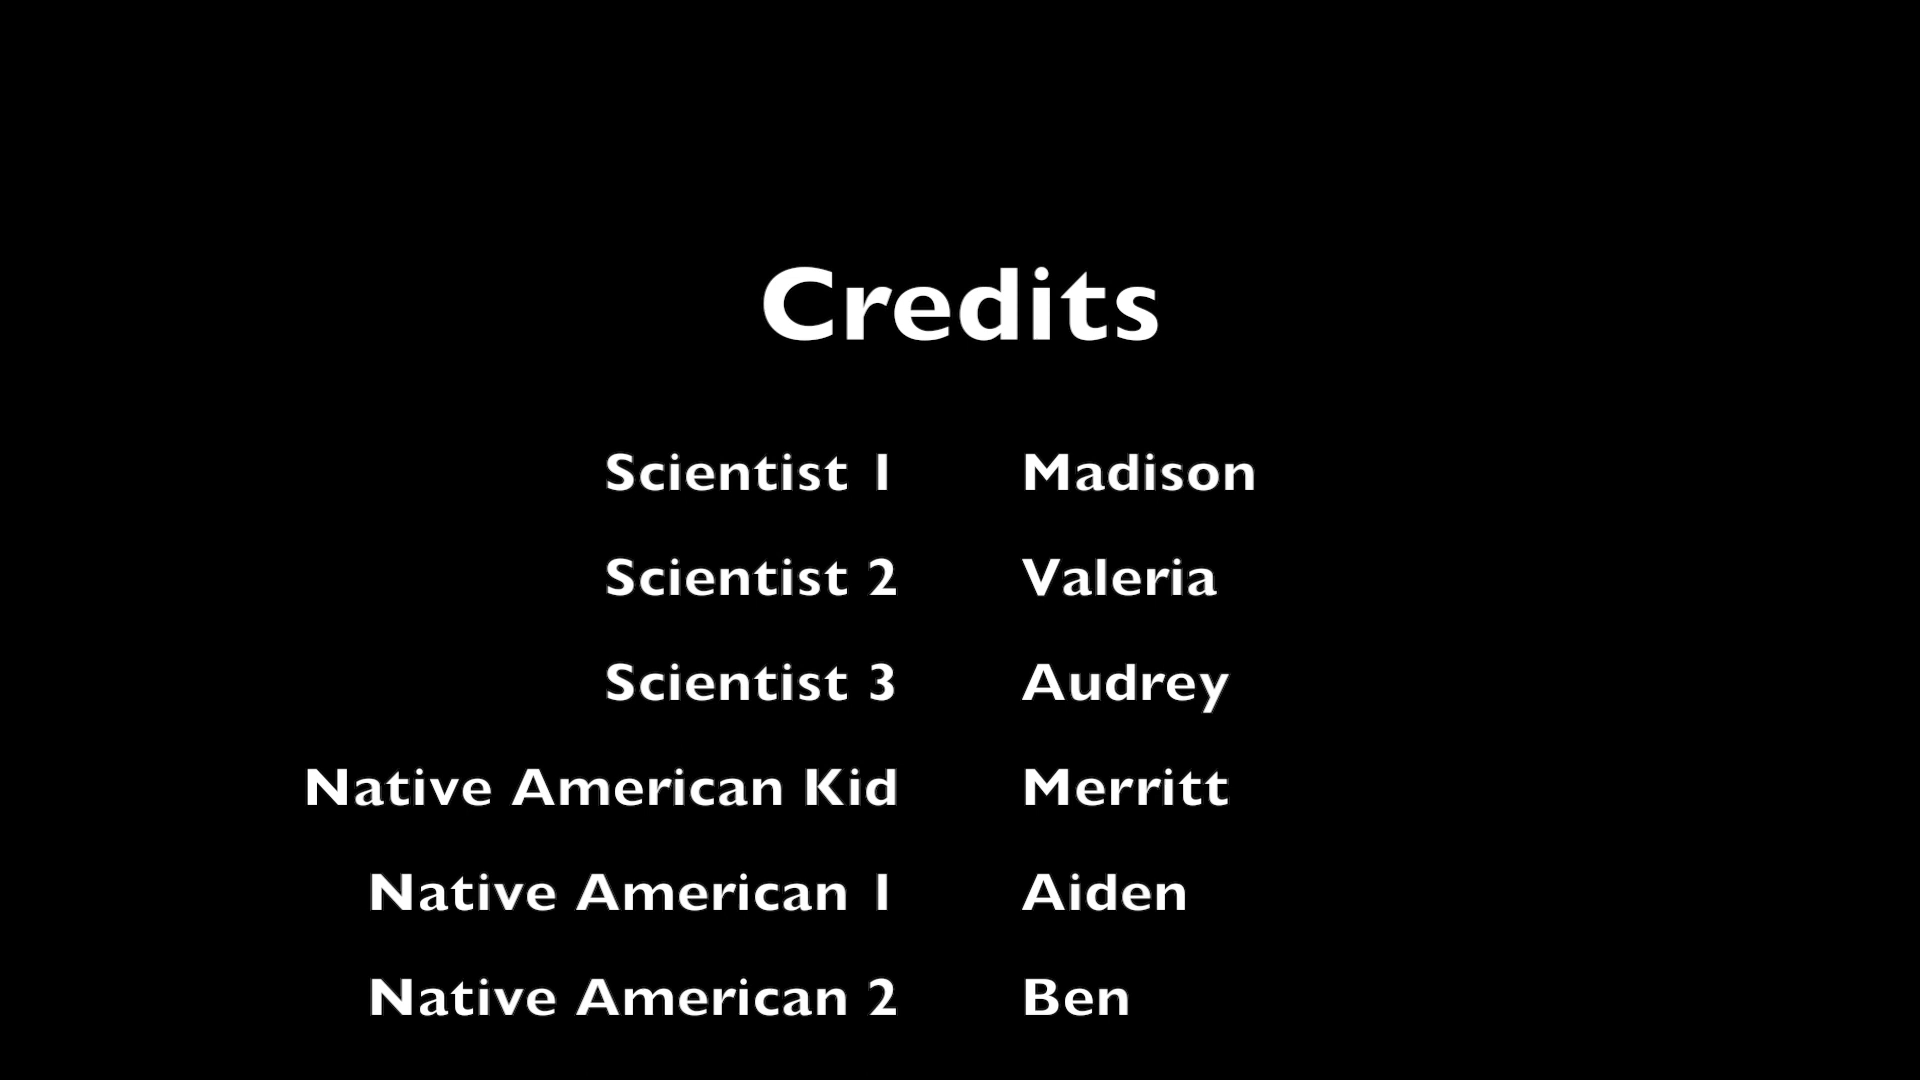 Credits
Scientist 1 Madison
Scientist 2 Valeria
Scientist 3 Audrey
Native American Kid Merritt
Native American 1 Aiden
Native American 2 Ben